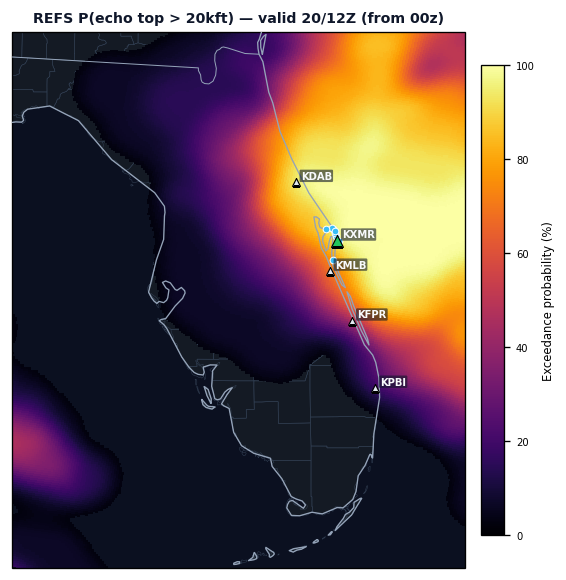 REFS P(echo top > 20kft) — valid 20/12Z (from 00z)
KDAB
KXMR
KMLB
KFPR
KPBI
100
80
60
40
20
0
Exceedance probability (%)